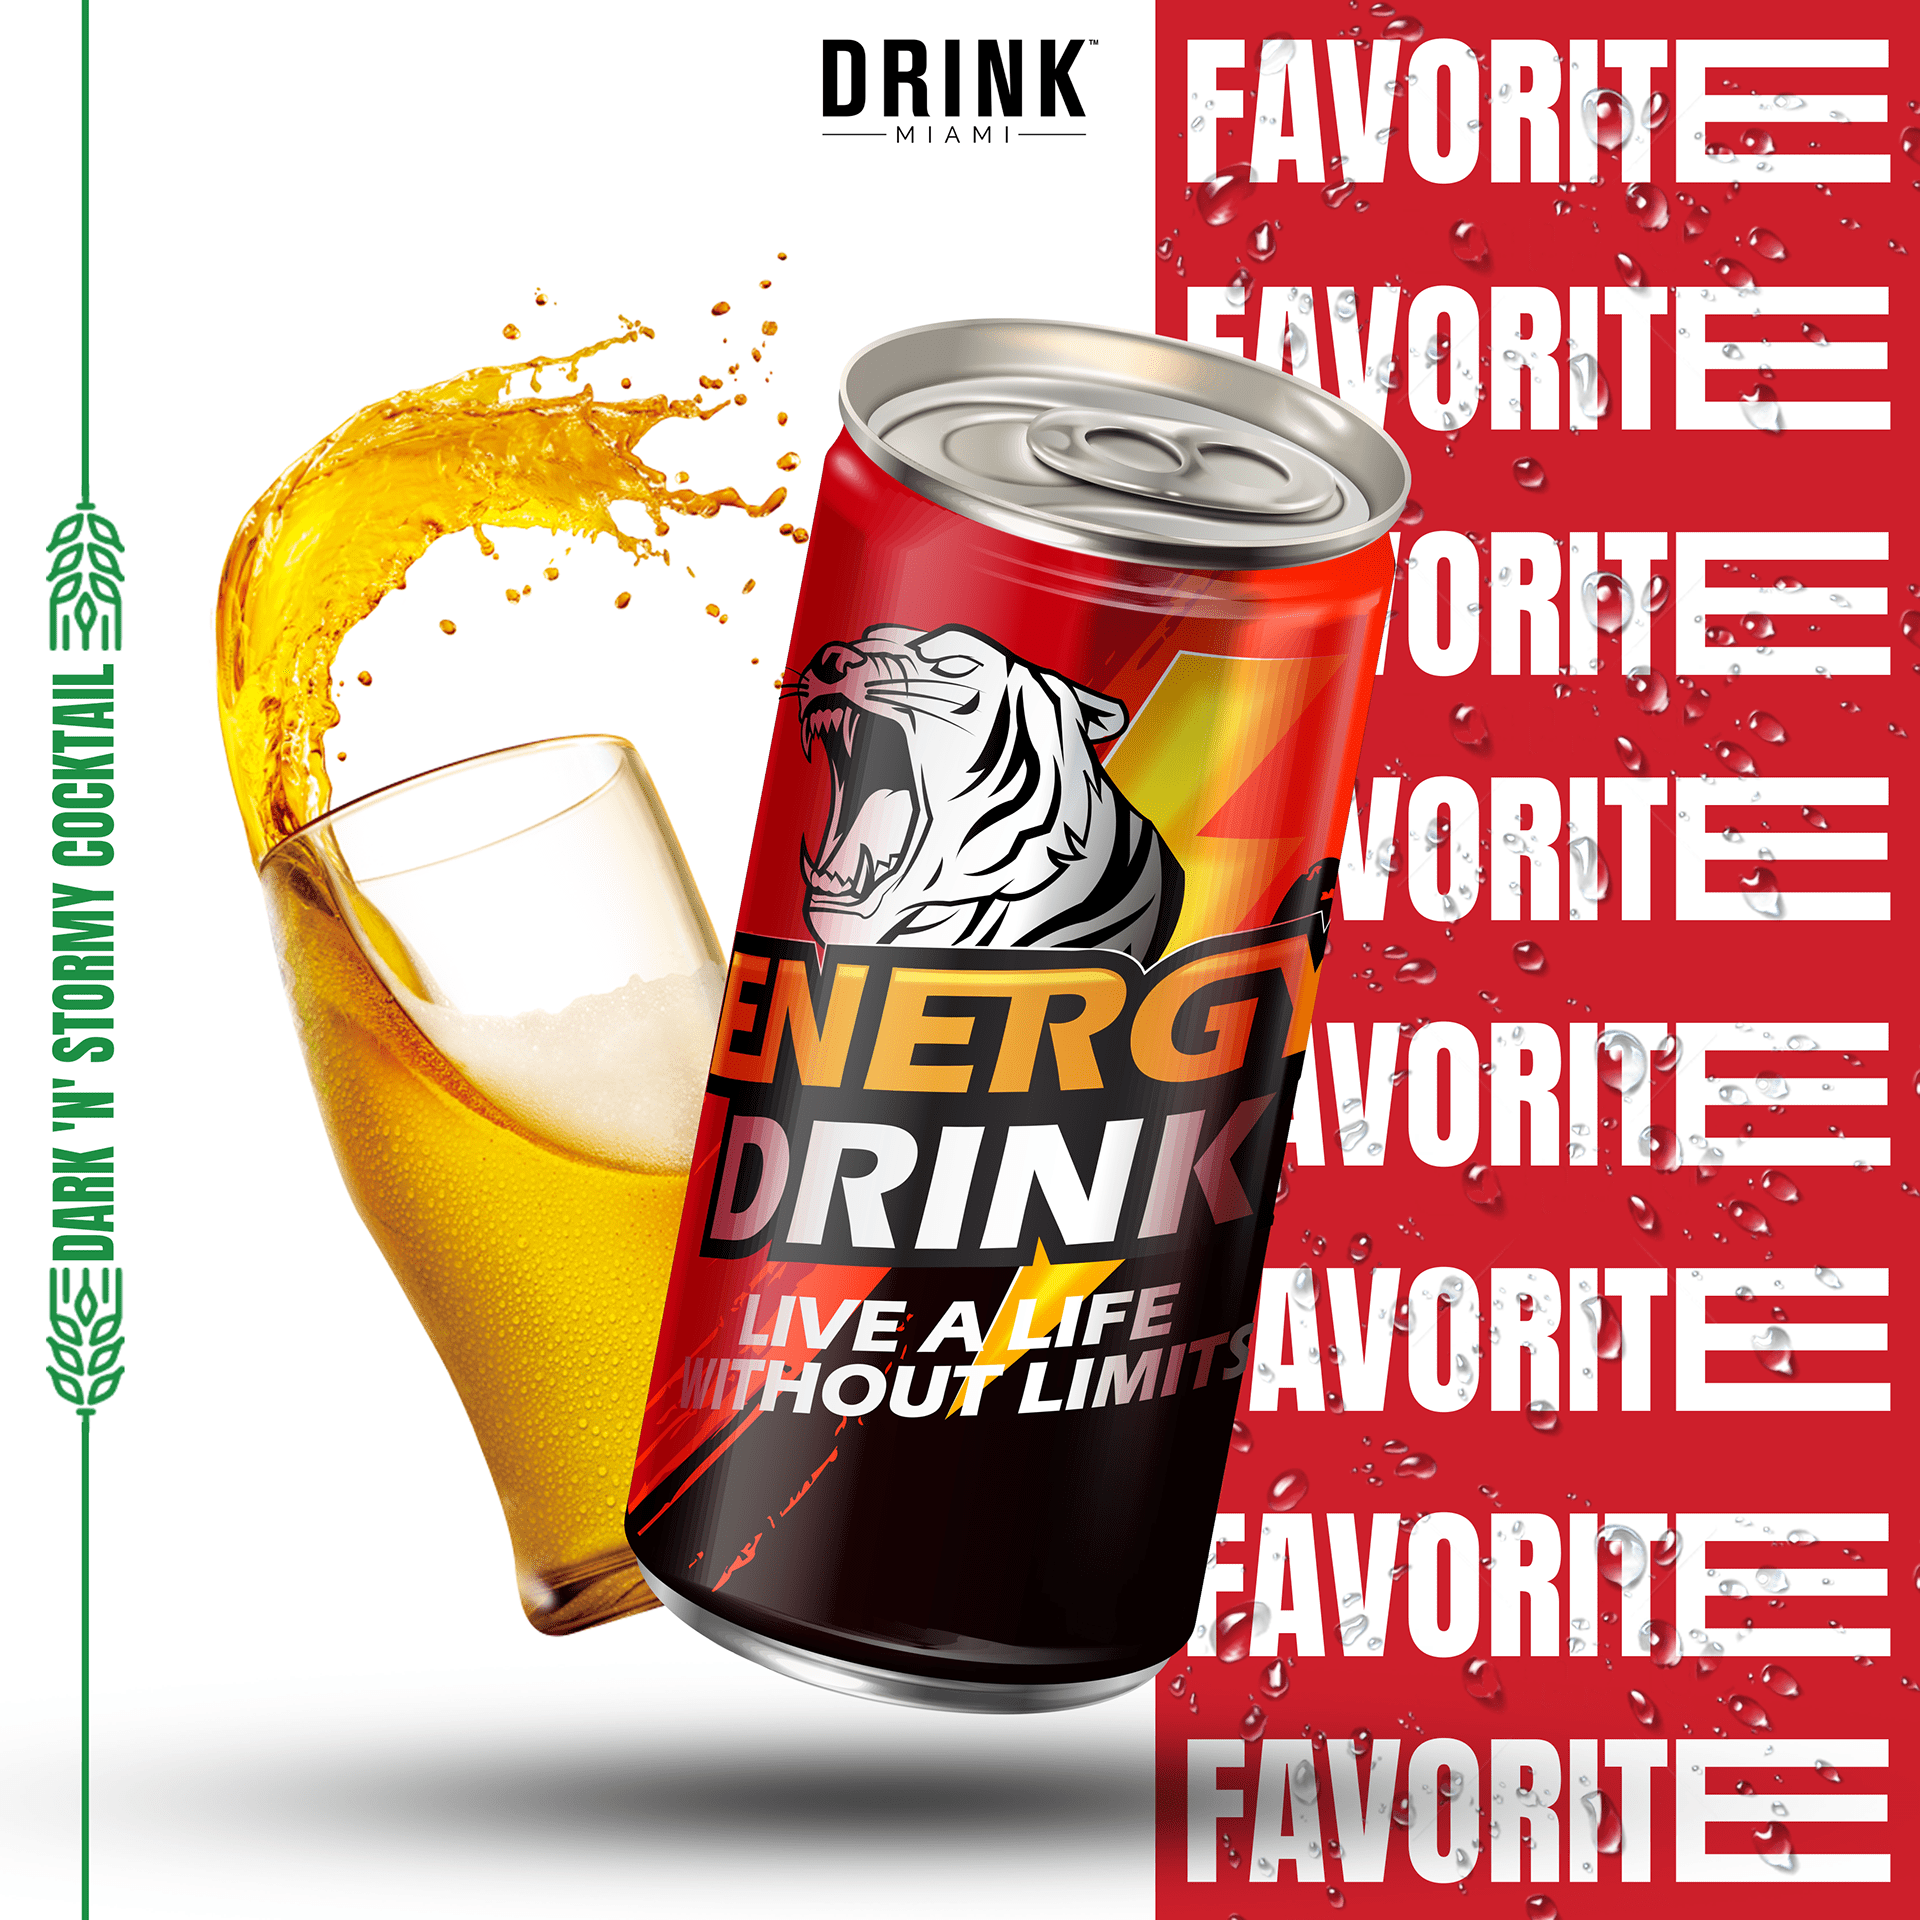 DRINK™
MIAMI
FAVORITE
FAVORITE
FAVORITE
FAVORITE
FAVORITE
FAVORITE
FAVORITE
FAVORITE
DARK 'N' STORMY COCKTAIL
ENERGY
DRINK
LIVE A LIFE
WITHOUT LIMITS